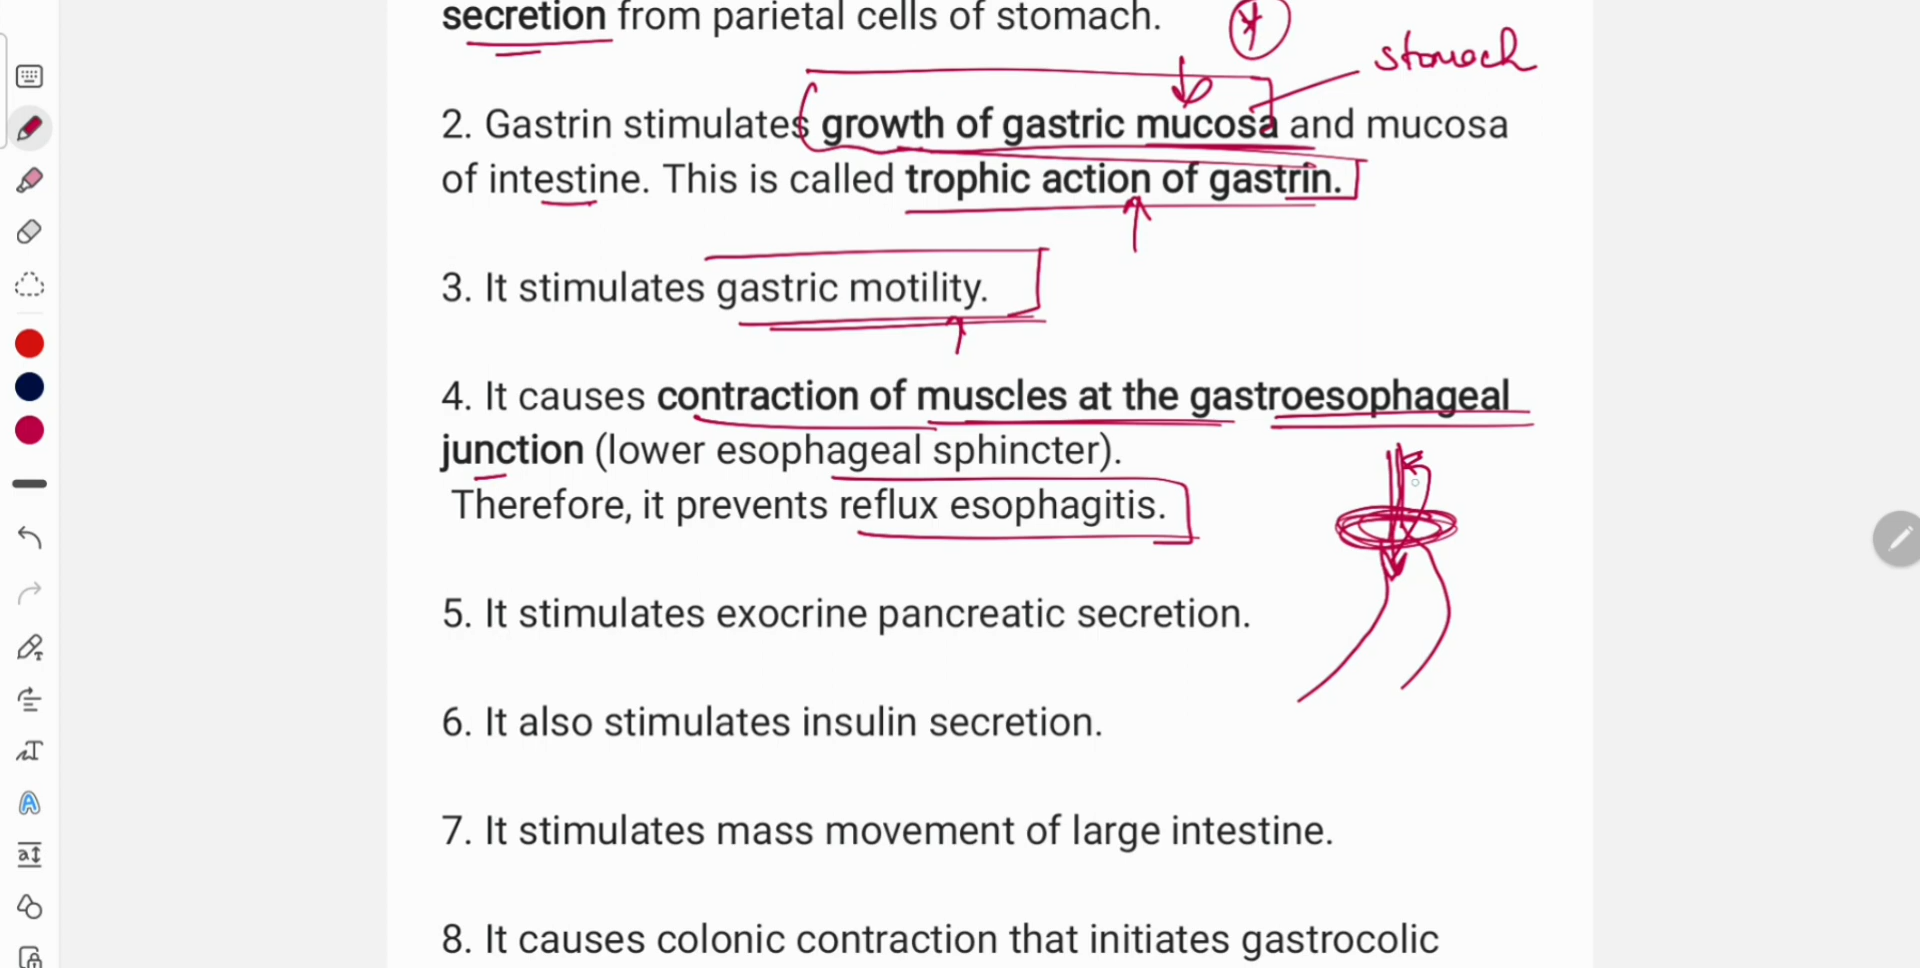 secretion from parietal cells of stomach.
stomach
2. Gastrin stimulates growth of gastric mucosa and mucosa
of intestine. This is called trophic action of gastrin.
3. It stimulates gastric motility.
4. It causes contraction of muscles at the gastroesophageal
junction (lower esophageal sphincter).
Therefore, it prevents reflux esophagitis.
5. It stimulates exocrine pancreatic secretion.
6. It also stimulates insulin secretion.
7. It stimulates mass movement of large intestine.
8. It causes colonic contraction that initiates gastrocolic